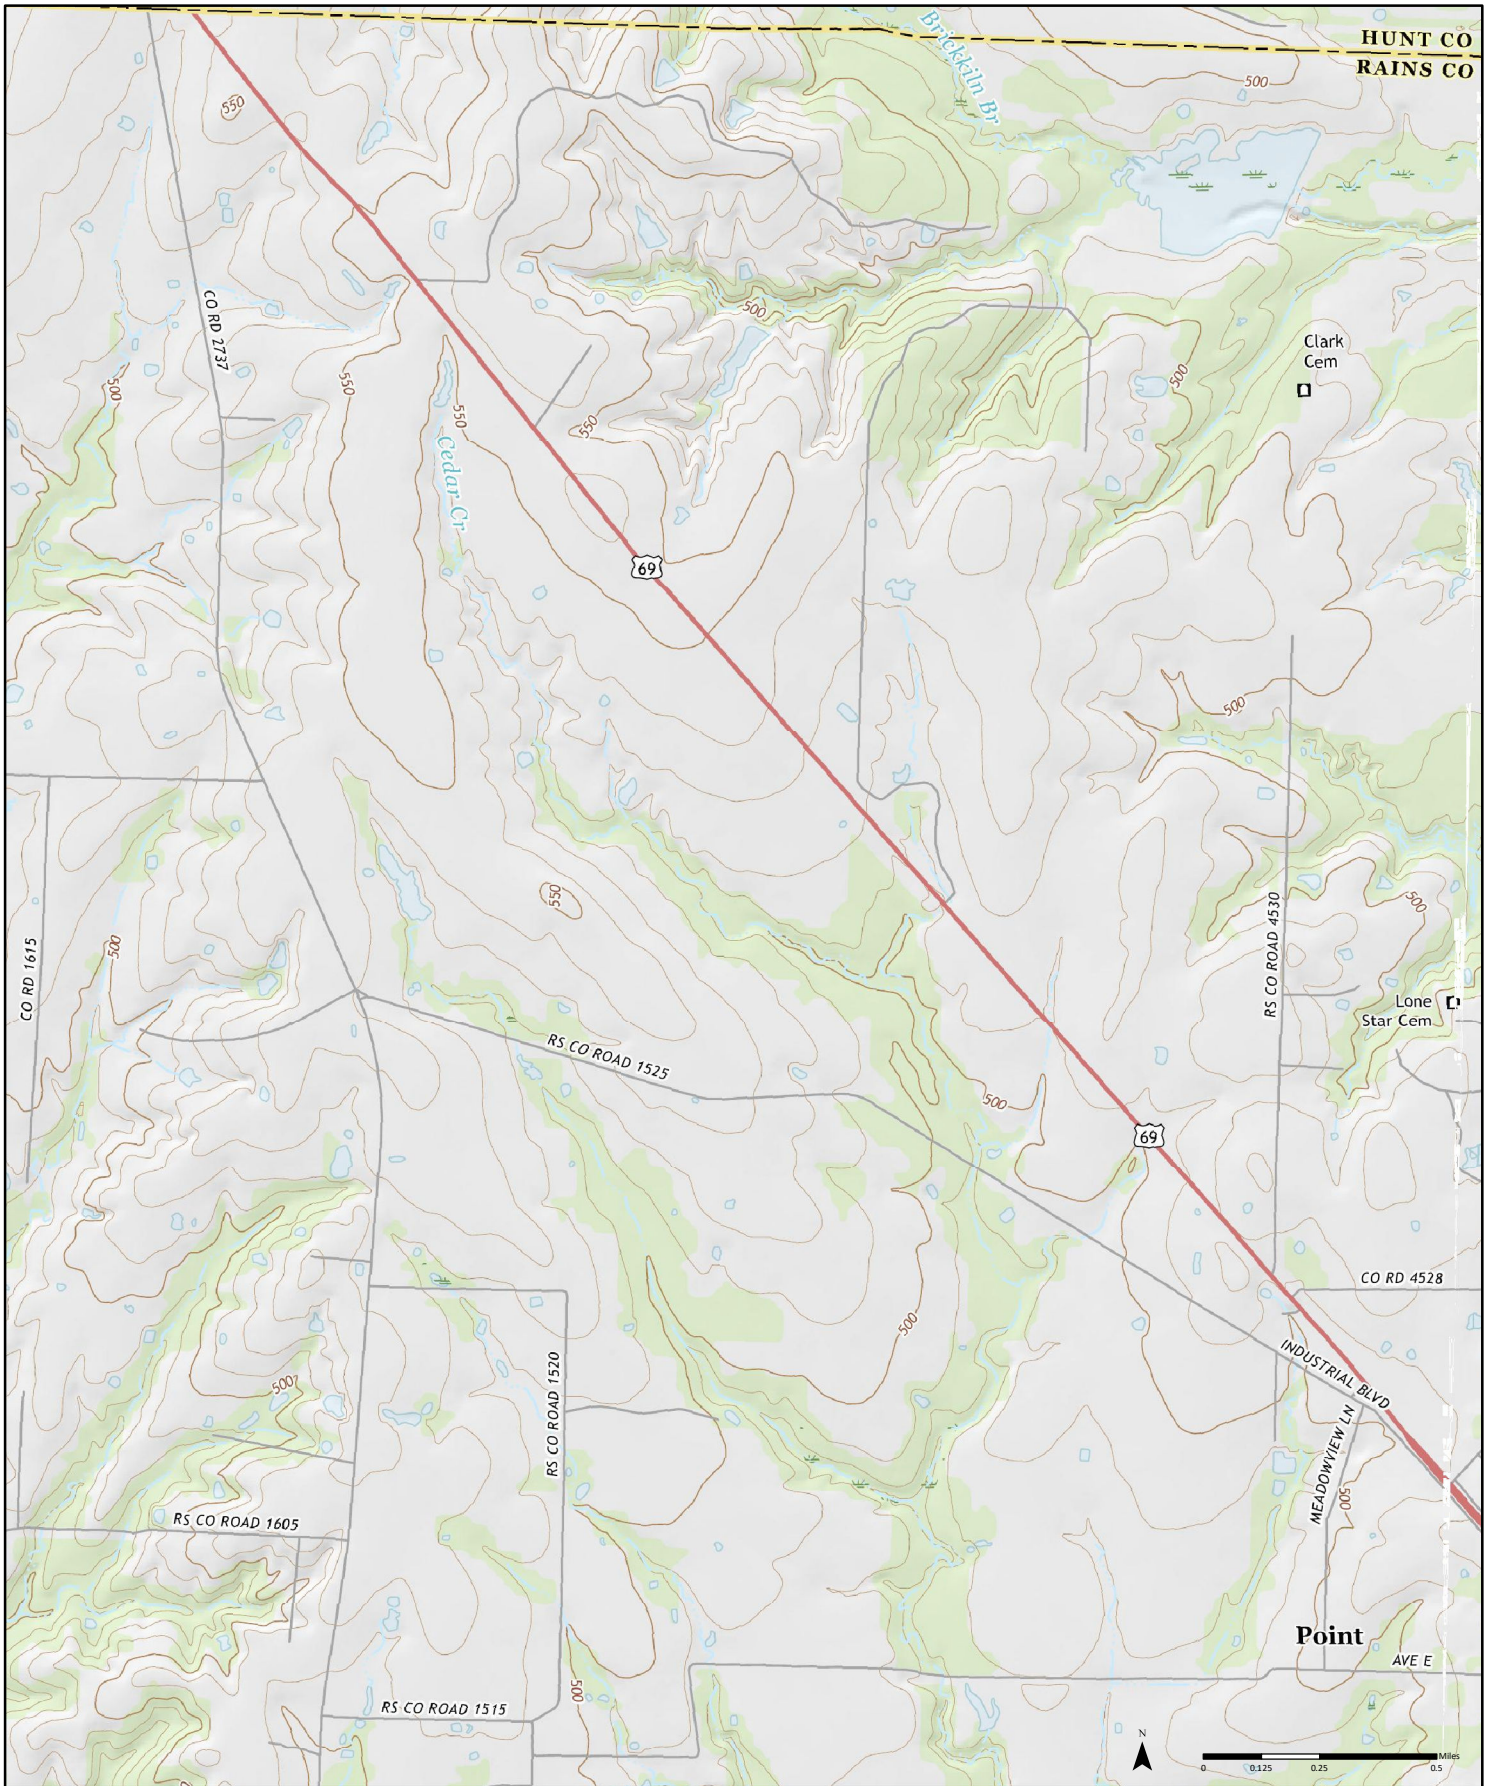 HUNT CO
RAINS CO
Brickkiln Br
500
550
CO RD 2737
500
Clark
Cem
500
550
550
500
550
Cedar Cr
69
500
550
500
RS CO ROAD 4530
CO RD 1615
500
Lone
Star Cem
RS CO ROAD 1525
500
69
CO RD 4528
500
INDUSTRIAL BLVD
RS CO ROAD 1520
500
MEADOWVIEW LN
500
RS CO ROAD 1605
Point
AVE E
500
RS CO ROAD 1515
N
Miles
0 0.125 0.25 0.5